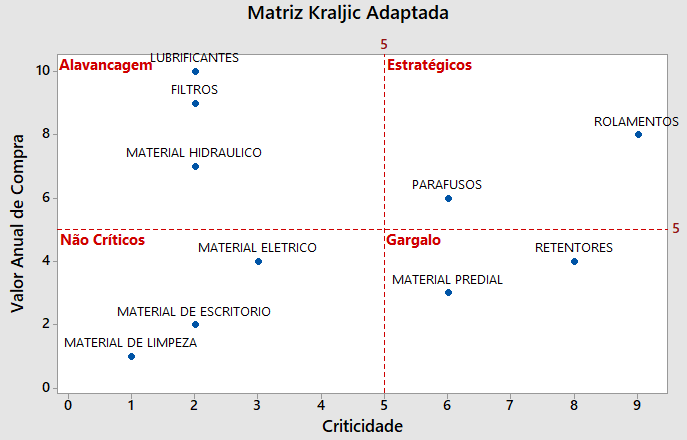 Matriz Kraljic Adaptada
5
LUBRIFICANTES
Alavancagem
Estratégicos
FILTROS
ROLAMENTOS
MATERIAL HIDRAULICO
PARAFUSOS
5
Não Críticos
Gargalo
MATERIAL ELETRICO
RETENTORES
MATERIAL PREDIAL
MATERIAL DE ESCRITORIO
MATERIAL DE LIMPEZA
Valor Anual de Compra
10
8
6
4
2
0
0 1 2 3 4 5 6 7 8 9
Criticidade